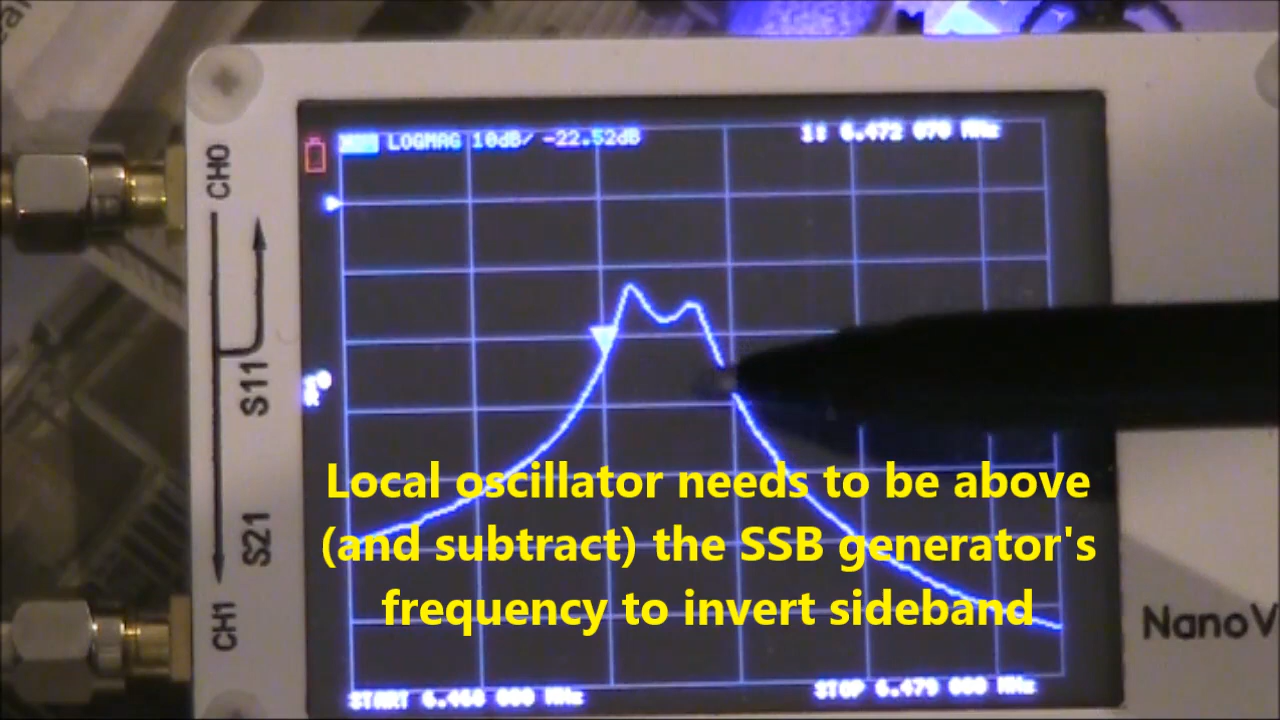 LOGMAG 10dB/ -22.52dB
1: 6.472 070 MHz
CH0
S11
S21
CH1
Local oscillator needs to be above
(and subtract) the SSB generator's
frequency to invert sideband
NanoV
START 6.468 000 MHz
STOP 6.479 000 MHz